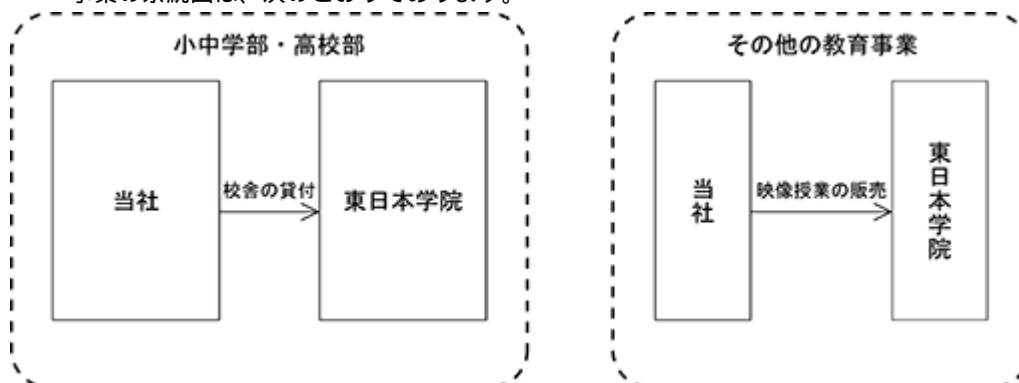 事業の系統図は、次のとおりであります。
小中学部・高校部
当社
校舎の貸付
東日本学院
その他の教育事業
当社
映像授業の販売
東日本学院